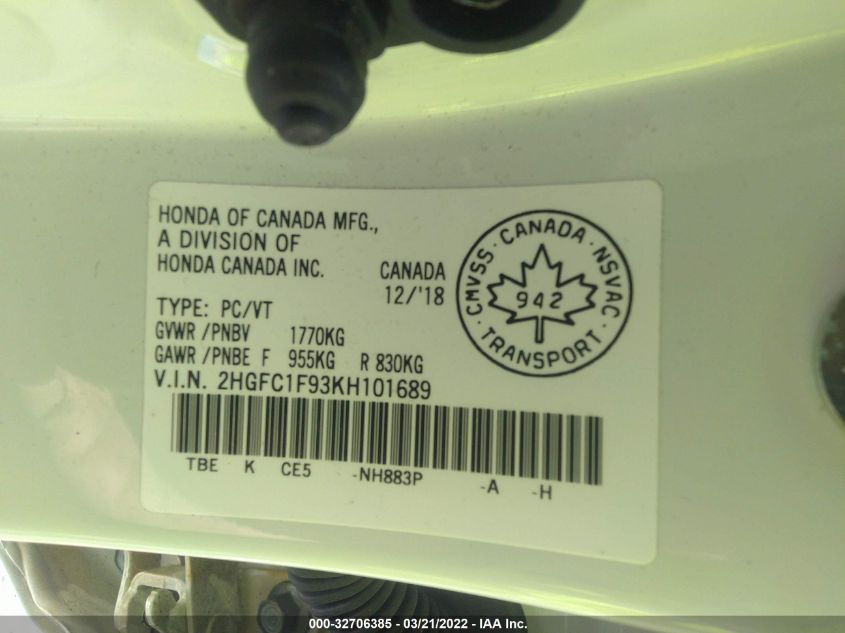 HONDA OF CANADA MFG.,
A DIVISION OF
HONDA CANADA INC.
CANADA
12/'18
TYPE: PC/VT
GVWR /PNBV 1770KG
GAWR /PNBE F 955KG R 830KG
V.I.N. 2HGFC1F93KH101689
TBE K CE5 -NH883P -A -H
CMVSS · CANADA · NSVAC · TRANSPORT ·
942
000-32706385 - 03/21/2022 - IAA Inc.